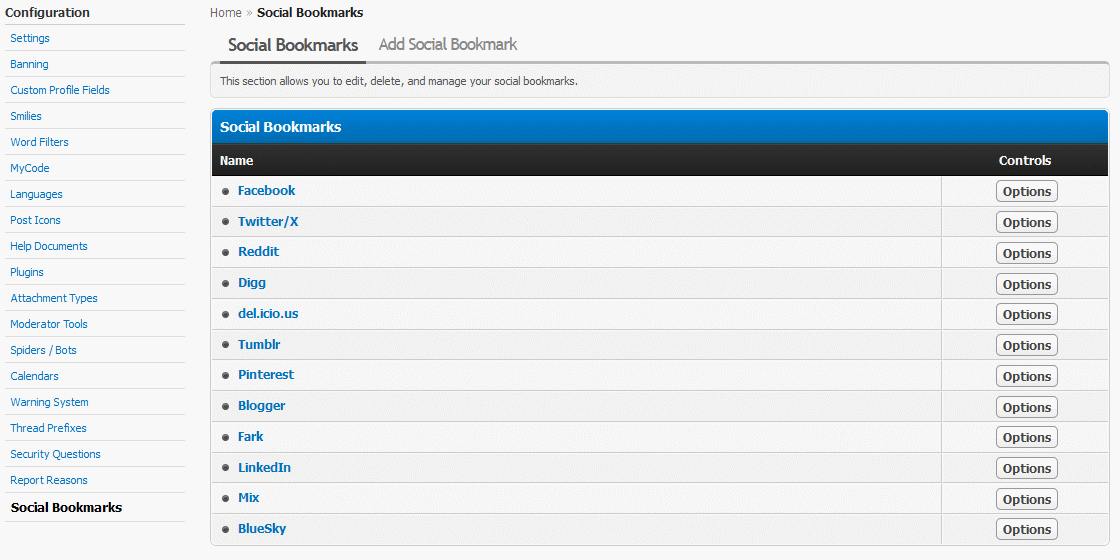 Configuration
Settings
Banning
Custom Profile Fields
Smilies
Word Filters
MyCode
Languages
Post Icons
Help Documents
Plugins
Attachment Types
Moderator Tools
Spiders / Bots
Calendars
Warning System
Thread Prefixes
Security Questions
Report Reasons
Social Bookmarks
Home » Social Bookmarks
Social Bookmarks Add Social Bookmark
This section allows you to edit, delete, and manage your social bookmarks.
Social Bookmarks
Name Controls
Facebook Options
Twitter/X Options
Reddit Options
Digg Options
del.icio.us Options
Tumblr Options
Pinterest Options
Blogger Options
Fark Options
LinkedIn Options
Mix Options
BlueSky Options